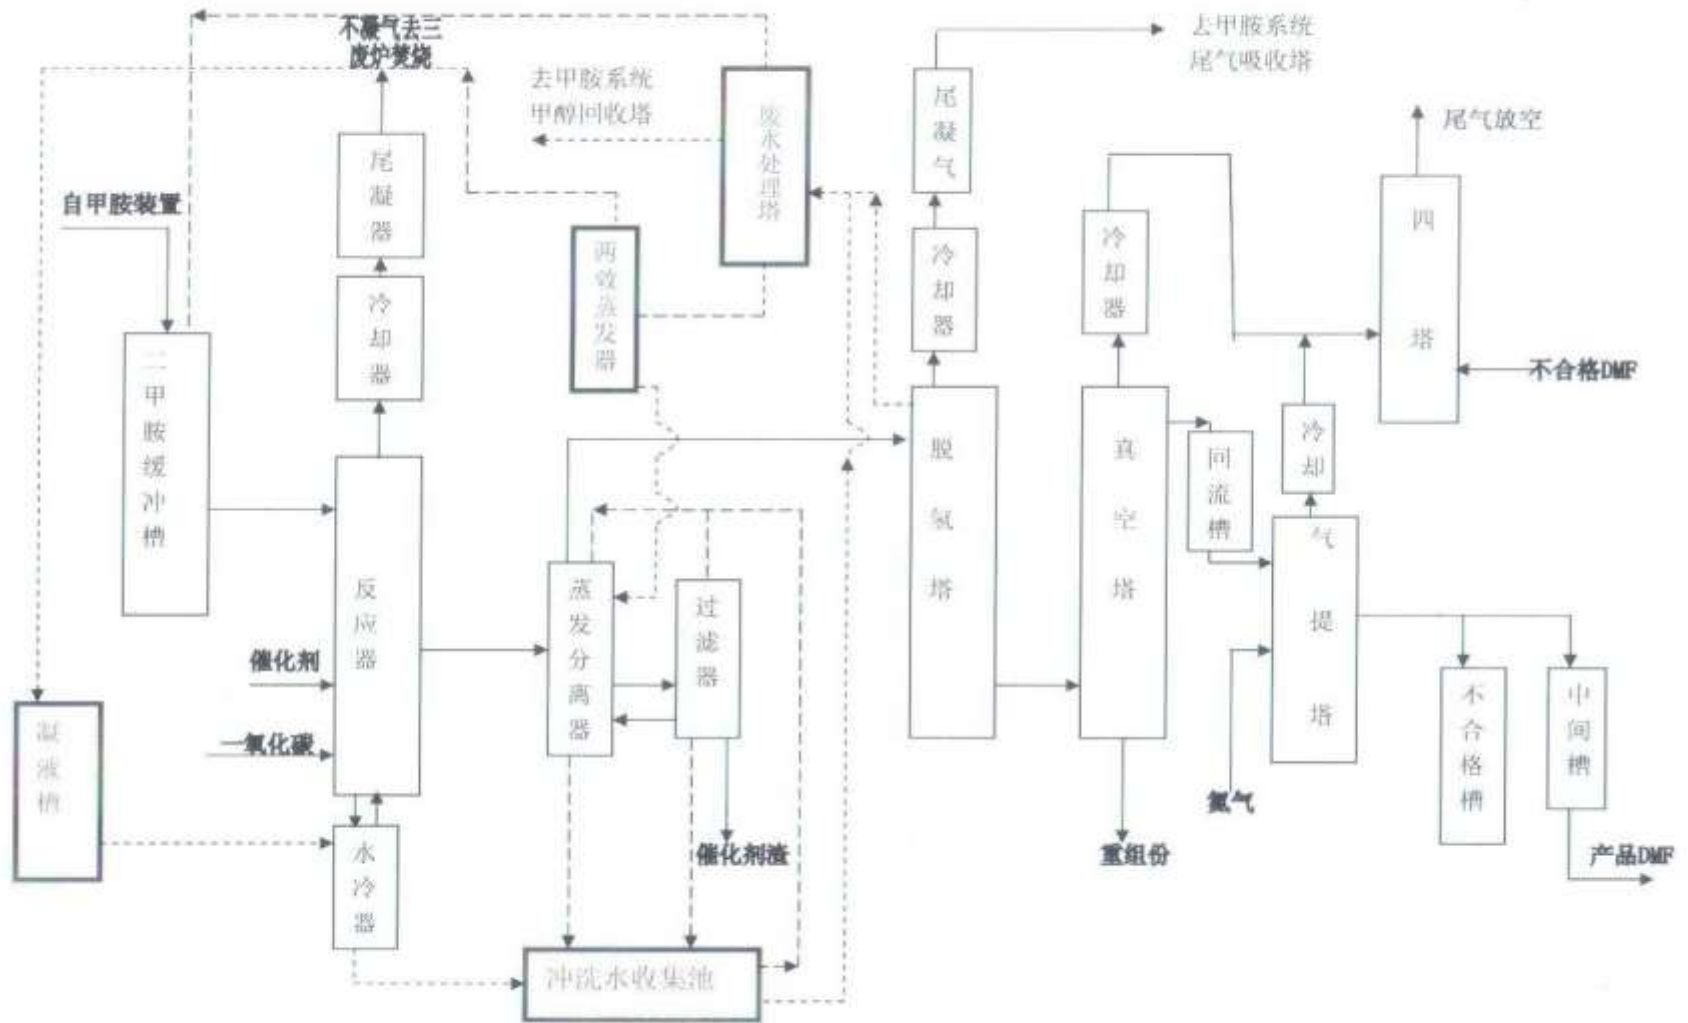 不凝气去三
废炉焚烧
去甲胺系统
甲醇回收塔
去甲胺系统
尾气吸收塔
尾气放空
自甲胺装置
二甲胺缓冲槽
尾凝器
冷却器
反应器
催化剂
一氧化碳
水冷器
凝液槽
两效蒸发器
废水处理塔
蒸发分离器
过滤器
催化剂渣
冲洗水收集池
尾凝气
冷却器
脱氢塔
冷却器
真空塔
重组份
回流槽
冷却
气提塔
氮气
四塔
不合格DMF
不合格槽
中间槽
产品DMF